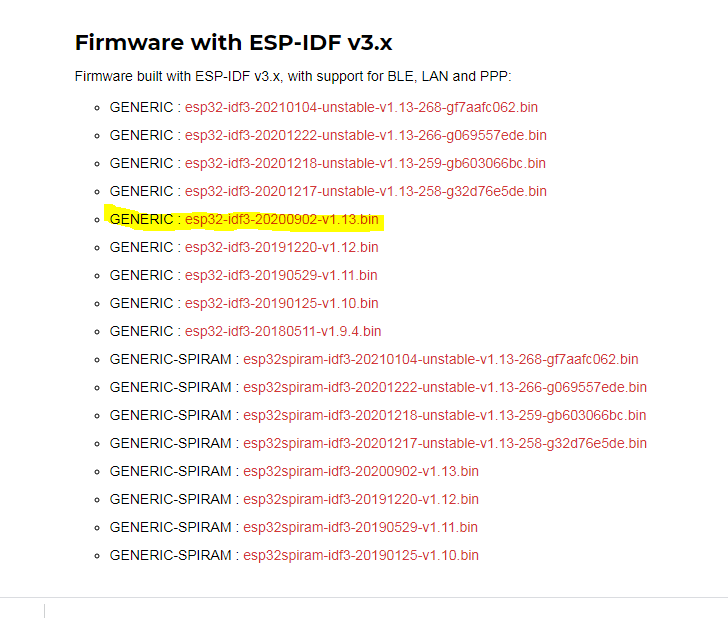 Firmware with ESP-IDF v3.x
Firmware built with ESP-IDF v3.x, with support for BLE, LAN and PPP:
GENERIC : esp32-idf3-20210104-unstable-v1.13-268-gf7aafc062.bin
GENERIC : esp32-idf3-20201222-unstable-v1.13-266-g069557ede.bin
GENERIC : esp32-idf3-20201218-unstable-v1.13-259-gb603066bc.bin
GENERIC : esp32-idf3-20201217-unstable-v1.13-258-g32d76e5de.bin
GENERIC : esp32-idf3-20200902-v1.13.bin
GENERIC : esp32-idf3-20191220-v1.12.bin
GENERIC : esp32-idf3-20190529-v1.11.bin
GENERIC : esp32-idf3-20190125-v1.10.bin
GENERIC : esp32-idf3-20180511-v1.9.4.bin
GENERIC-SPIRAM : esp32spiram-idf3-20210104-unstable-v1.13-268-gf7aafc062.bin
GENERIC-SPIRAM : esp32spiram-idf3-20201222-unstable-v1.13-266-g069557ede.bin
GENERIC-SPIRAM : esp32spiram-idf3-20201218-unstable-v1.13-259-gb603066bc.bin
GENERIC-SPIRAM : esp32spiram-idf3-20201217-unstable-v1.13-258-g32d76e5de.bin
GENERIC-SPIRAM : esp32spiram-idf3-20200902-v1.13.bin
GENERIC-SPIRAM : esp32spiram-idf3-20191220-v1.12.bin
GENERIC-SPIRAM : esp32spiram-idf3-20190529-v1.11.bin
GENERIC-SPIRAM : esp32spiram-idf3-20190125-v1.10.bin